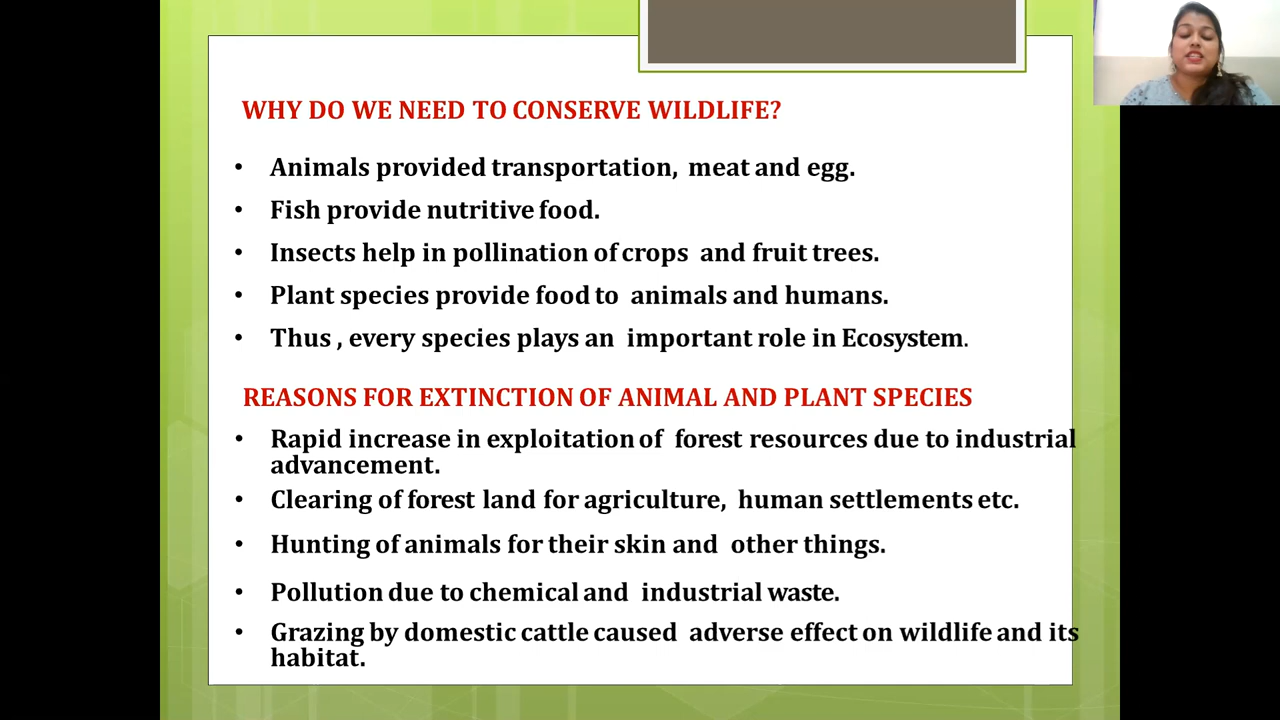 WHY DO WE NEED TO CONSERVE WILDLIFE?
• Animals provided transportation, meat and egg.
• Fish provide nutritive food.
• Insects help in pollination of crops and fruit trees.
• Plant species provide food to animals and humans.
• Thus , every species plays an important role in Ecosystem.
REASONS FOR EXTINCTION OF ANIMAL AND PLANT SPECIES
• Rapid increase in exploitation of forest resources due to industrial
advancement.
• Clearing of forest land for agriculture, human settlements etc.
• Hunting of animals for their skin and other things.
• Pollution due to chemical and industrial waste.
• Grazing by domestic cattle caused adverse effect on wildlife and its
habitat.